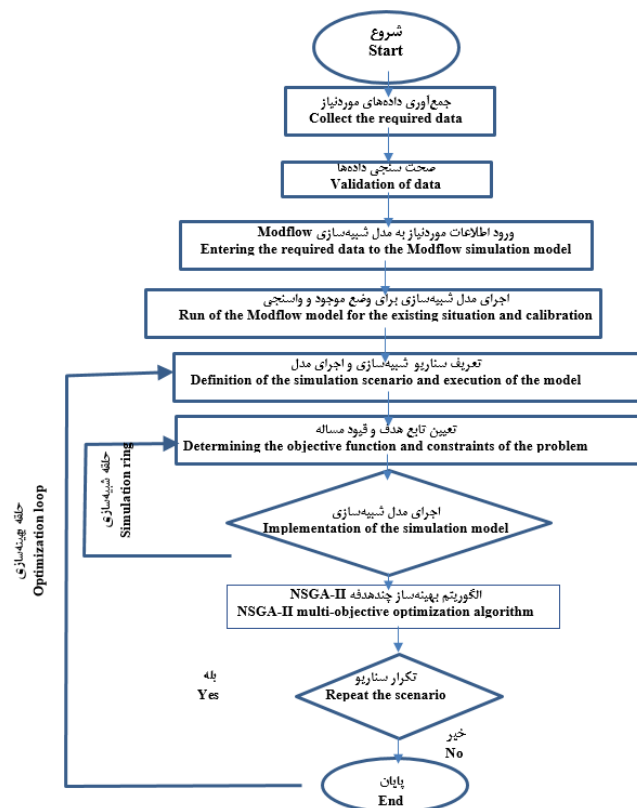 شروع
Start
جمع‌آوری داده‌های موردنیاز
Collect the required data
صحت سنجی داده‌ها
Validation of data
ورود اطلاعات موردنیاز به مدل شبیه‌سازی Modflow
Entering the required data to the Modflow simulation model
اجرای مدل شبیه‌سازی برای وضع موجود و واسنجی
Run of the Modflow model for the existing situation and calibration
تعریف سناریو شبیه‌سازی و اجرای مدل
Definition of the simulation scenario and execution of the model
تعیین تابع هدف و قیود مساله
Determining the objective function and constraints of the problem
حلقه شبیه‌سازی
Simulation ring
اجرای مدل شبیه‌سازی
Implementation of the simulation model
حلقه بهینه‌سازی
Optimization loop
الگوریتم بهینه‌ساز چندهدفه NSGA-II
NSGA-II multi-objective optimization algorithm
تکرار سناریو
Repeat the scenario
بله
Yes
خیر
No
پایان
End